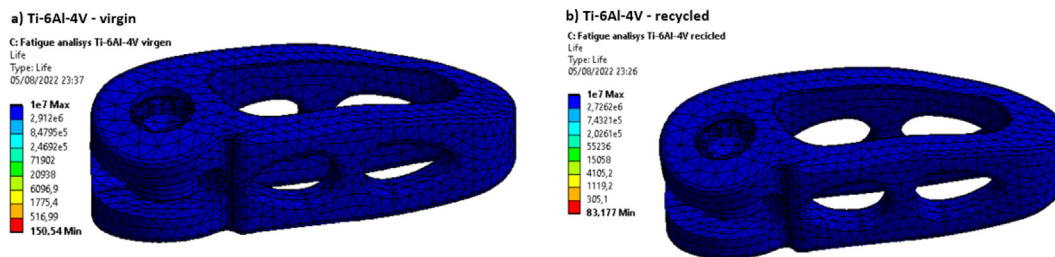 a) Ti-6Al-4V - virgin
C: Fatigue analisys Ti-6Al-4V virgen
Life
Type: Life
05/08/2022 23:37
1e7 Max
2,912e6
8,4795e5
2,4692e5
71902
20938
6096,9
1775,4
516,99
150,54 Min
b) Ti-6Al-4V - recycled
C: Fatigue analisys Ti-6Al-4V recicled
Life
Type: Life
05/08/2022 23:26
1e7 Max
2,7262e6
7,4321e5
2,0261e5
55236
15058
4105,2
1119,2
305,1
83,177 Min